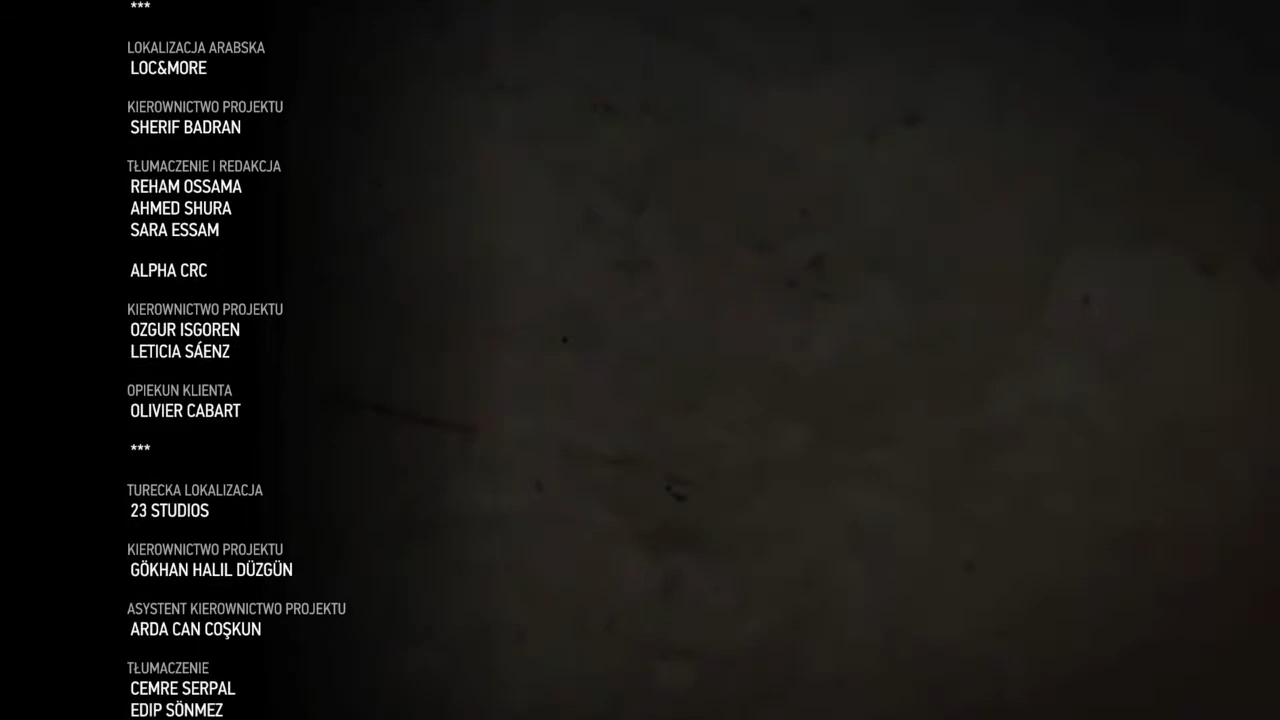 ***
LOKALIZACJA ARABSKA
LOC&MORE
KIEROWNICTWO PROJEKTU
SHERIF BADRAN
TŁUMACZENIE I REDAKCJA
REHAM OSSAMA
AHMED SHURA
SARA ESSAM
ALPHA CRC
KIEROWNICTWO PROJEKTU
OZGUR ISGOREN
LETICIA SÁENZ
OPIEKUN KLIENTA
OLIVIER CABART
***
TURECKA LOKALIZACJA
23 STUDIOS
KIEROWNICTWO PROJEKTU
GÖKHAN HALIL DÜZGÜN
ASYSTENT KIEROWNICTWO PROJEKTU
ARDA CAN COŞKUN
TŁUMACZENIE
CEMRE SERPAL
EDIP SÖNMEZ